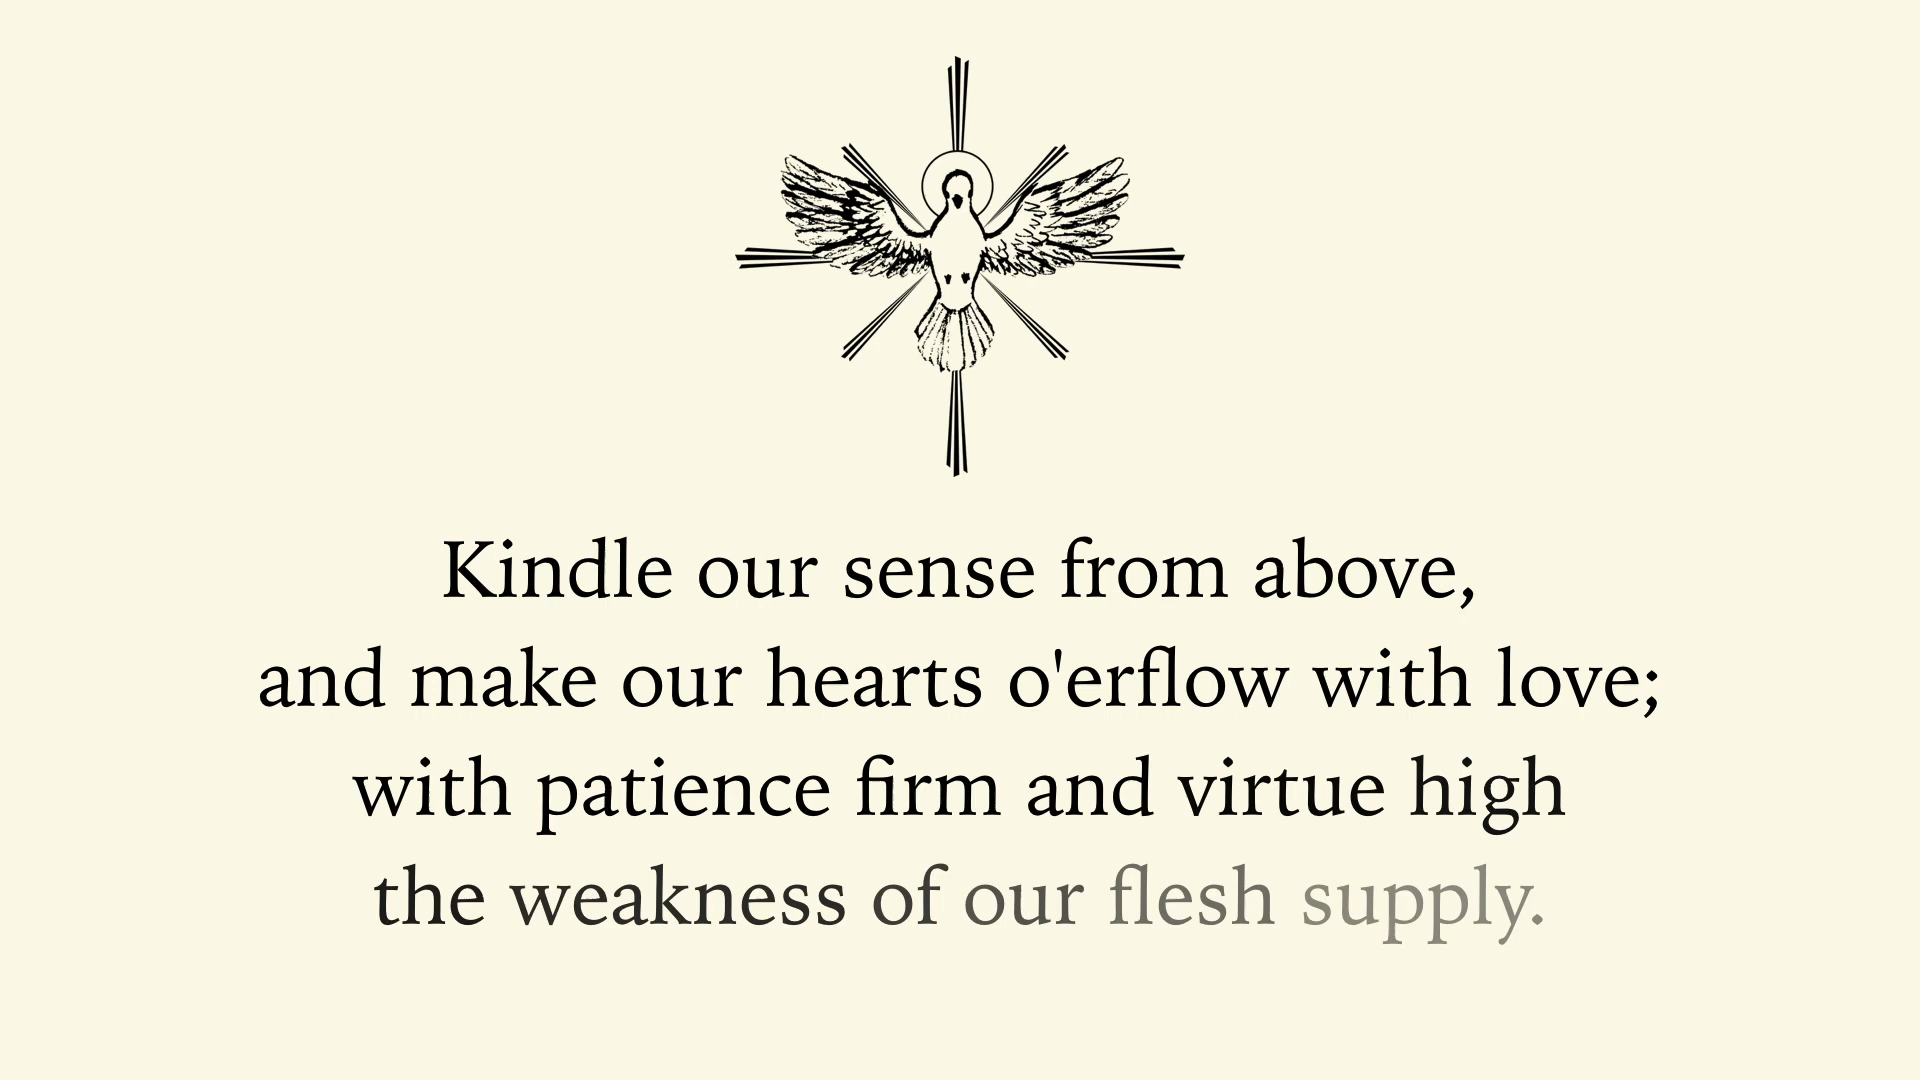 Kindle our sense from above,
and make our hearts o'erflow with love;
with patience firm and virtue high
the weakness of our flesh supply.